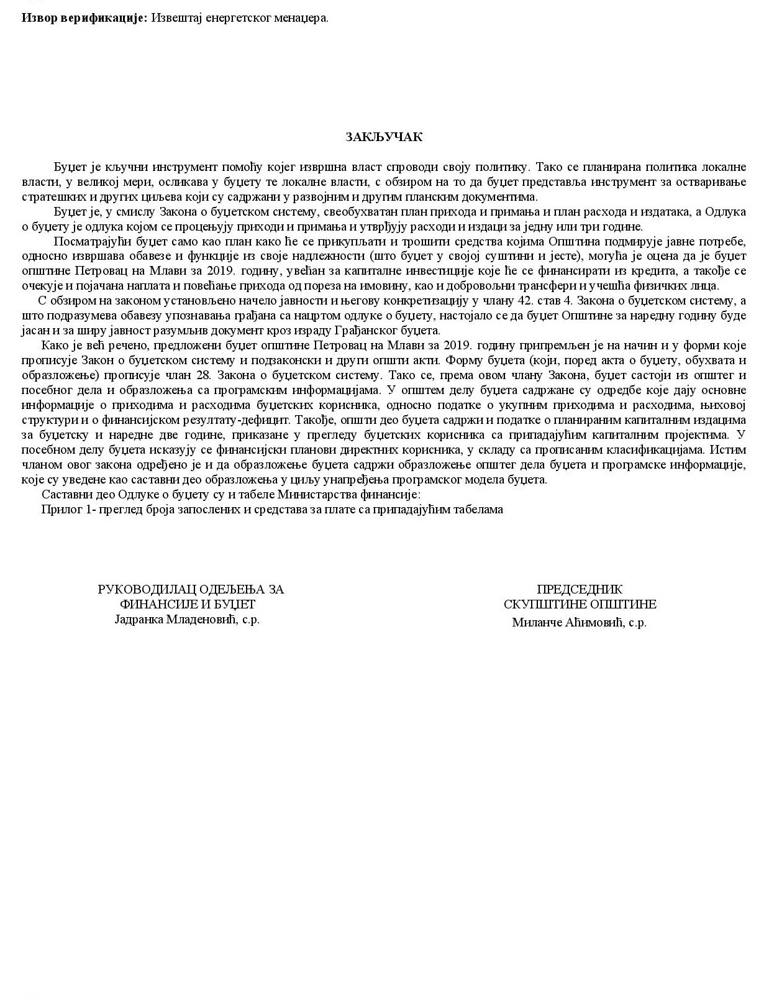 Извор верификације: Извештај енергетског менаџера.
ЗАКЉУЧАК
Буџет је кључни инструмент помоћу којег извршна власт спроводи своју политику. Тако се планирана политика локалне
власти, у великој мери, осликава у буџету те локалне власти, с обзиром на то да буџет представља инструмент за остваривање
стратешких и других циљева који су садржани у развојним и другим планским документима.
Буџет је, у смислу Закона о буџетском систему, свеобухватан план прихода и примања и план расхода и издатака, а Одлука
о буџету је одлука којом се процењују приходи и примања и утврђују расходи и издаци за једну или три године.
Посматрајући буџет само као план како ће се прикупљати и трошити средства којима Општина подмирује јавне потребе,
односно извршава обавезе и функције из своје надлежности (што буџет у својој суштини и јесте), могућа је оцена да је буџет
општине Петровац на Млави за 2019. годину, увећан за капиталне инвестиције које ће се финансирати из кредита, а такође се
очекује и појачана наплата и повећање прихода од пореза на имовину, као и добровољни трансфери и учешћа физичких лица.
С обзиром на законом установљено начело јавности и његову конкретизацију у члану 42. став 4. Закона о буџетском систему, а
што подразумева обавезу упознавања грађана са нацртом одлуке о буџету, настојало се да буџет Општине за наредну годину буде
јасан и за ширу јавност разумљив документ кроз израду Грађанског буџета.
Како је већ речено, предложени буџет општине Петровац на Млави за 2019. годину припремљен је на начин и у форми које
прописује Закон о буџетском систему и подзаконски и други општи акти. Форму буџета (који, поред акта о буџету, обухвата и
образложење) прописује члан 28. Закона о буџетском систему. Тако се, према овом члану Закона, буџет састоји из општег и
посебног дела и образложења са програмским информацијама. У општем делу буџета садржане су одредбе које дају основне
информације о приходима и расходима буџетских корисника, односно податке о укупним приходима и расходима, њиховој
структури и о финансијском резултату-дефицит. Такође, општи део буџета садржи и податке о планираним капиталним издацима
за буџетску и наредне две године, приказане у прегледу буџетских корисника са припадајућим капиталним пројектима. У
посебном делу буџета исказују се финансијски планови директних корисника, у складу са прописаним класификацијама. Истим
чланом овог закона одређено је и да образложење буџета садржи образложење општег дела буџета и програмске информације,
које су уведене као саставни део образложења у циљу унапређења програмског модела буџета.
Саставни део Одлуке о буџету су и табеле Министарства финансије:
Прилог 1- преглед броја запослених и средстава за плате са припадајућим табелама
РУКОВОДИЛАЦ ОДЕЉЕЊА ЗА
ФИНАНСИЈЕ И БУЏЕТ
Јадранка Младеновић, с.р.
ПРЕДСЕДНИК
СКУПШТИНЕ ОПШТИНЕ
Миланче Аћимовић, с.р.